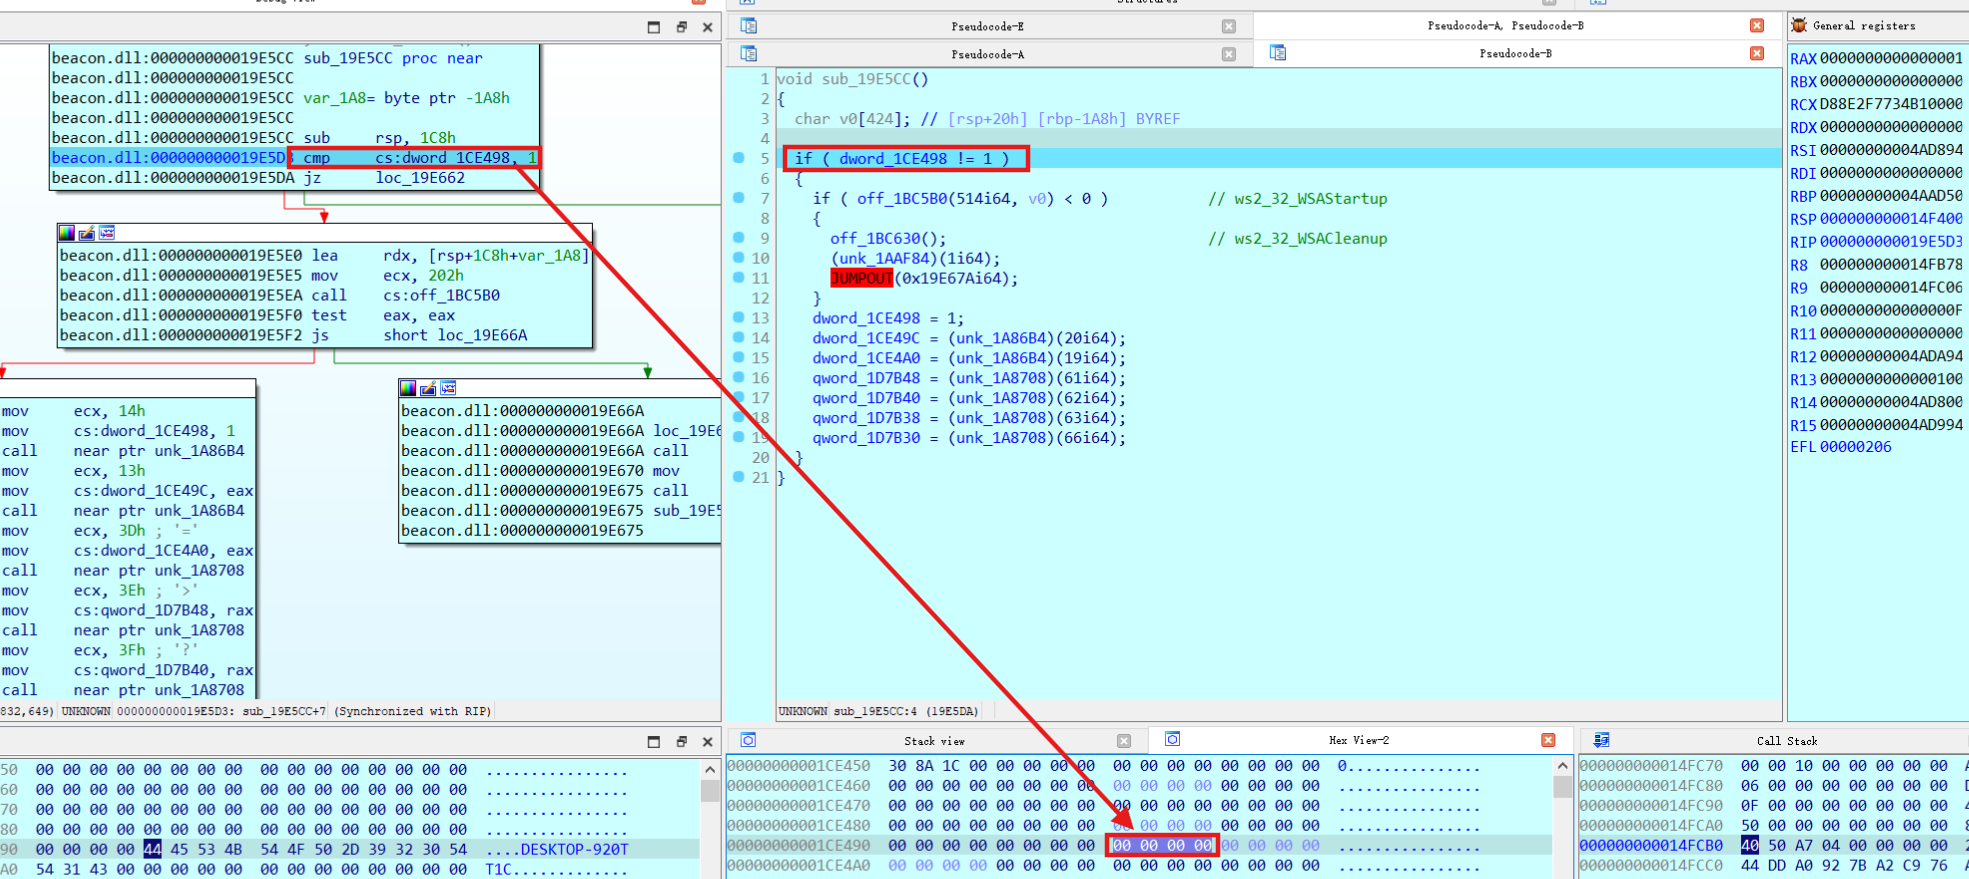 Debug View
Structures
Pseudocode-E
Pseudocode-A, Pseudocode-B
General registers
Pseudocode-A
Pseudocode-B
beacon.dll:000000000019E5CC sub_19E5CC proc near
beacon.dll:000000000019E5CC
beacon.dll:000000000019E5CC var_1A8= byte ptr -1A8h
beacon.dll:000000000019E5CC
beacon.dll:000000000019E5CC sub rsp, 1C8h
beacon.dll:000000000019E5D3 cmp cs:dword_1CE498, 1
beacon.dll:000000000019E5DA jz loc_19E662
beacon.dll:000000000019E5E0 lea rdx, [rsp+1C8h+var_1A8]
beacon.dll:000000000019E5E5 mov ecx, 202h
beacon.dll:000000000019E5EA call cs:off_1BC5B0
beacon.dll:000000000019E5F0 test eax, eax
beacon.dll:000000000019E5F2 js short loc_19E66A
mov ecx, 14h
mov cs:dword_1CE498, 1
call near ptr unk_1A86B4
mov ecx, 13h
mov cs:dword_1CE49C, eax
call near ptr unk_1A86B4
mov ecx, 3Dh ; '='
mov cs:dword_1CE4A0, eax
call near ptr unk_1A8708
mov ecx, 3Eh ; '>'
mov cs:qword_1D7B48, rax
call near ptr unk_1A8708
mov ecx, 3Fh ; '?'
mov cs:qword_1D7B40, rax
call near ptr unk_1A8708
beacon.dll:000000000019E66A
beacon.dll:000000000019E66A loc_19E6
beacon.dll:000000000019E66A call
beacon.dll:000000000019E670 mov
beacon.dll:000000000019E675 call
beacon.dll:000000000019E675 sub_19E5
beacon.dll:000000000019E675
832,649) UNKNOWN 000000000019E5D3: sub_19E5CC+7 (Synchronized with RIP)
1 void sub_19E5CC()
2 {
3 char v0[424]; // [rsp+20h] [rbp-1A8h] BYREF
4
5 if ( dword_1CE498 != 1 )
6 {
7 if ( off_1BC5B0(514i64, v0) < 0 ) // ws2_32_WSAStartup
8 {
9 off_1BC630(); // ws2_32_WSACleanup
10 (unk_1AAF84)(1i64);
11 JUMPOUT(0x19E67Ai64);
12 }
13 dword_1CE498 = 1;
14 dword_1CE49C = (unk_1A86B4)(20i64);
15 dword_1CE4A0 = (unk_1A86B4)(19i64);
16 qword_1D7B48 = (unk_1A8708)(61i64);
17 qword_1D7B40 = (unk_1A8708)(62i64);
18 qword_1D7B38 = (unk_1A8708)(63i64);
19 qword_1D7B30 = (unk_1A8708)(66i64);
20 }
21 }
UNKNOWN sub_19E5CC:4 (19E5DA)
RAX 0000000000000001
RBX 0000000000000000
RCX D88E2F7734B10000
RDX 0000000000000000
RSI 00000000004AD894
RDI 0000000000000000
RBP 00000000004AAD50
RSP 000000000014F400
RIP 000000000019E5D3
R8 000000000014FB78
R9 000000000014FC06
R10 000000000000000F
R11 0000000000000000
R12 00000000004ADA94
R13 0000000000000100
R14 00000000004AD800
R15 00000000004AD994
EFL 00000206
50 00 00 00 00 00 00 00 00 00 00 00 00 00 00 00 00 ................
60 00 00 00 00 00 00 00 00 00 00 00 00 00 00 00 00 ................
70 00 00 00 00 00 00 00 00 00 00 00 00 00 00 00 00 ................
80 00 00 00 00 00 00 00 00 00 00 00 00 00 00 00 00 ................
90 00 00 00 00 44 45 53 4B 54 4F 50 2D 39 32 30 54 ....DESKTOP-920T
A0 54 31 43 00 00 00 00 00 00 00 00 00 00 00 00 00 T1C.............
Stack view
Hex View-2
Call Stack
00000000001CE450 30 8A 1C 00 00 00 00 00 00 00 00 00 00 00 00 00 0...............
00000000001CE460 00 00 00 00 00 00 00 00 00 00 00 00 00 00 00 00 ................
00000000001CE470 00 00 00 00 00 00 00 00 00 00 00 00 00 00 00 00 ................
00000000001CE480 00 00 00 00 00 00 00 00 00 00 00 00 00 00 00 00 ................
00000000001CE490 00 00 00 00 00 00 00 00 00 00 00 00 00 00 00 00 ................
00000000001CE4A0 00 00 00 00 00 00 00 00 00 00 00 00 00 00 00 00 ................
000000000014FC70 00 00 10 00 00 00 00 00
000000000014FC80 06 00 00 00 00 00 00 00
000000000014FC90 0F 00 00 00 00 00 00 00
000000000014FCA0 50 00 00 00 00 00 00 00
000000000014FCB0 40 50 A7 04 00 00 00 00
000000000014FCC0 44 DD A0 92 7B A2 C9 76